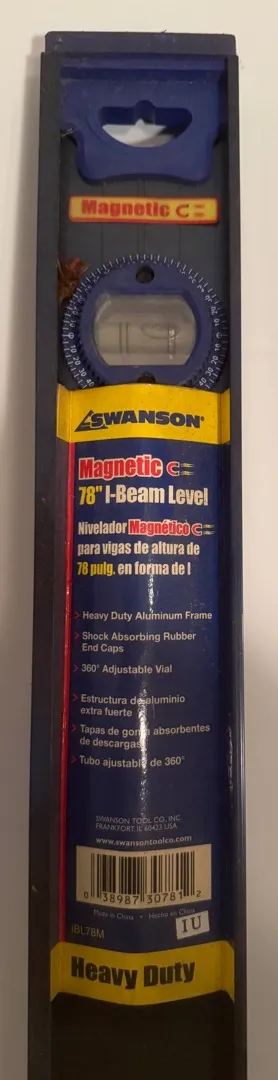 Magnetic
SWANSON®
Magnetic
78" I-Beam Level
Nivelador Magnético
para vigas de altura de
78 pulg. en forma de I
Heavy Duty Aluminum Frame
Shock Absorbing Rubber
End Caps
360° Adjustable Vial
Estructura de aluminio
extra fuerte
Tapas de goma absorbentes
de descargas
Tubo ajustable de 360°
SWANSON TOOL CO. INC.
FRANKFORT, IL 60423 USA
www.swansontoolco.com
0 38987 30781 2
Made in China • Hecho en China
IBL78M
IU
Heavy Duty